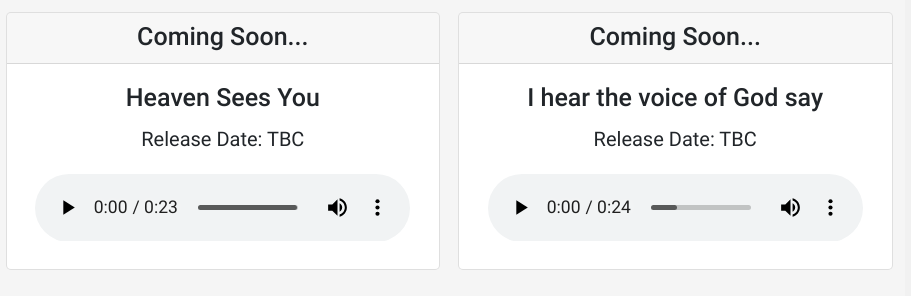 Coming Soon...
Heaven Sees You
Release Date: TBC
0:00 / 0:23
Coming Soon...
I hear the voice of God say
Release Date: TBC
0:00 / 0:24